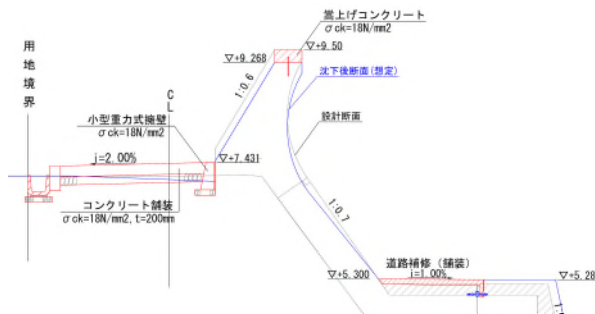 嵩上げコンクリート
σck=18N/mm2
▽+9.50
▽+9.268
沈下後断面(想定)
用地境界
CL
1:0.6
設計断面
小型重力式擁壁
σck=18N/mm2
i=2.00%
▽+7.431
コンクリート舗装
σck=18N/mm2, t=200mm
1:0.7
道路補修（舗装）
i=1.00%
▽+5.300
▽+5.28